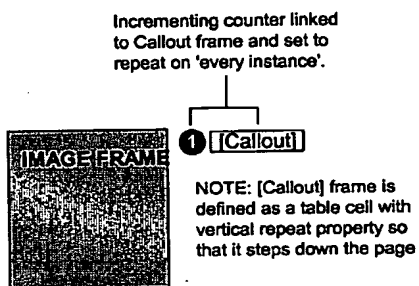 Incrementing counter linked
to Callout frame and set to
repeat on 'every instance'.
1 [Callout]
IMAGE FRAME
NOTE: [Callout] frame is
defined as a table cell with
vertical repeat property so
that it steps down the page